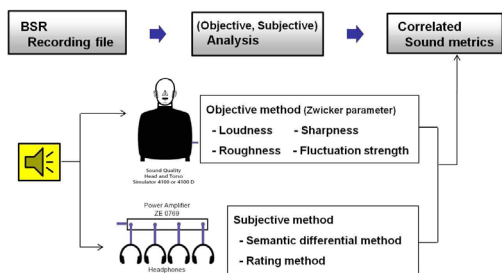 BSR
Recording file
(Objective, Subjective)
Analysis
Correlated
Sound metrics
Objective method (Zwicker parameter)
- Loudness - Sharpness
- Roughness - Fluctuation strength
Sound Quality
Head and Torso
Simulator 4100 or 4100 D
Power Amplifier
ZE 0769
Headphones
Subjective method
- Semantic differential method
- Rating method